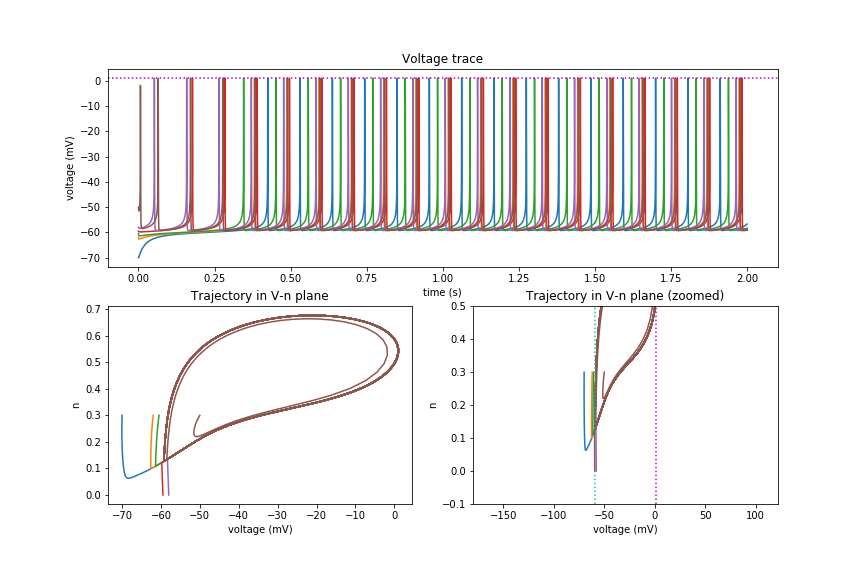 Voltage trace
voltage (mV)
0
−10
−20
−30
−40
−50
−60
−70
0.00 0.25 0.50 0.75 1.00 1.25 1.50 1.75 2.00
time (s)
Trajectory in V-n plane
n
0.7
0.6
0.5
0.4
0.3
0.2
0.1
0.0
−70 −60 −50 −40 −30 −20 −10 0
voltage (mV)
Trajectory in V-n plane (zoomed)
n
0.5
0.4
0.3
0.2
0.1
0.0
−0.1
−150 −100 −50 0 50 100
voltage (mV)